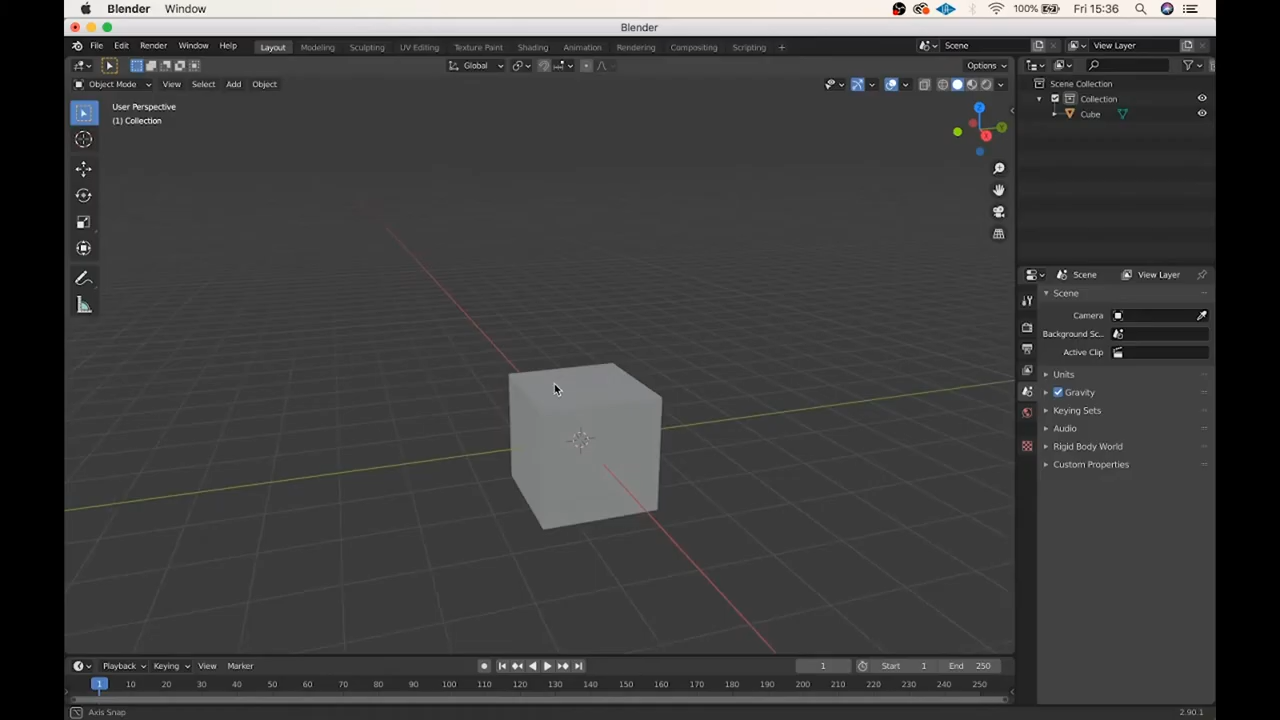 Blender Window 100% Fri 15:36
Blender
File Edit Render Window Help Layout Modeling Sculpting UV Editing Texture Paint Shading Animation Rendering Compositing Scripting + Scene View Layer
Global Options
Object Mode View Select Add Object
User Perspective
(1) Collection
Scene Collection
Collection
Cube
Scene View Layer
Scene
Camera
Background Sc..
Active Clip
Units
Gravity
Keying Sets
Audio
Rigid Body World
Custom Properties
Z
Y
X
Playback Keying View Marker 1 Start 1 End 250
1 10 20 30 40 50 60 70 80 90 100 110 120 130 140 150 160 170 180 190 200 210 220 230 240 250
Axis Snap 2.90.1